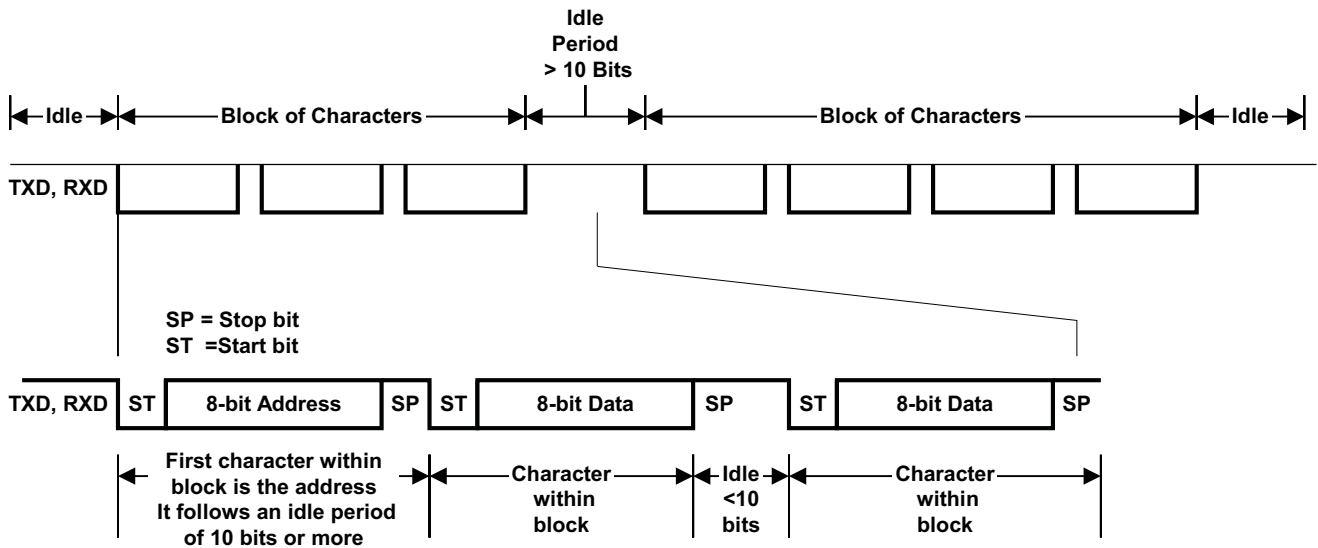 Idle
Period
> 10 Bits
Idle
Block of Characters
Block of Characters
Idle
TXD, RXD
SP = Stop bit
ST =Start bit
TXD, RXD
ST
8-bit Address
SP
ST
8-bit Data
SP
ST
8-bit Data
SP
First character within
block is the address
It follows an idle period
of 10 bits or more
Character
within
block
Idle
<10
bits
Character
within
block